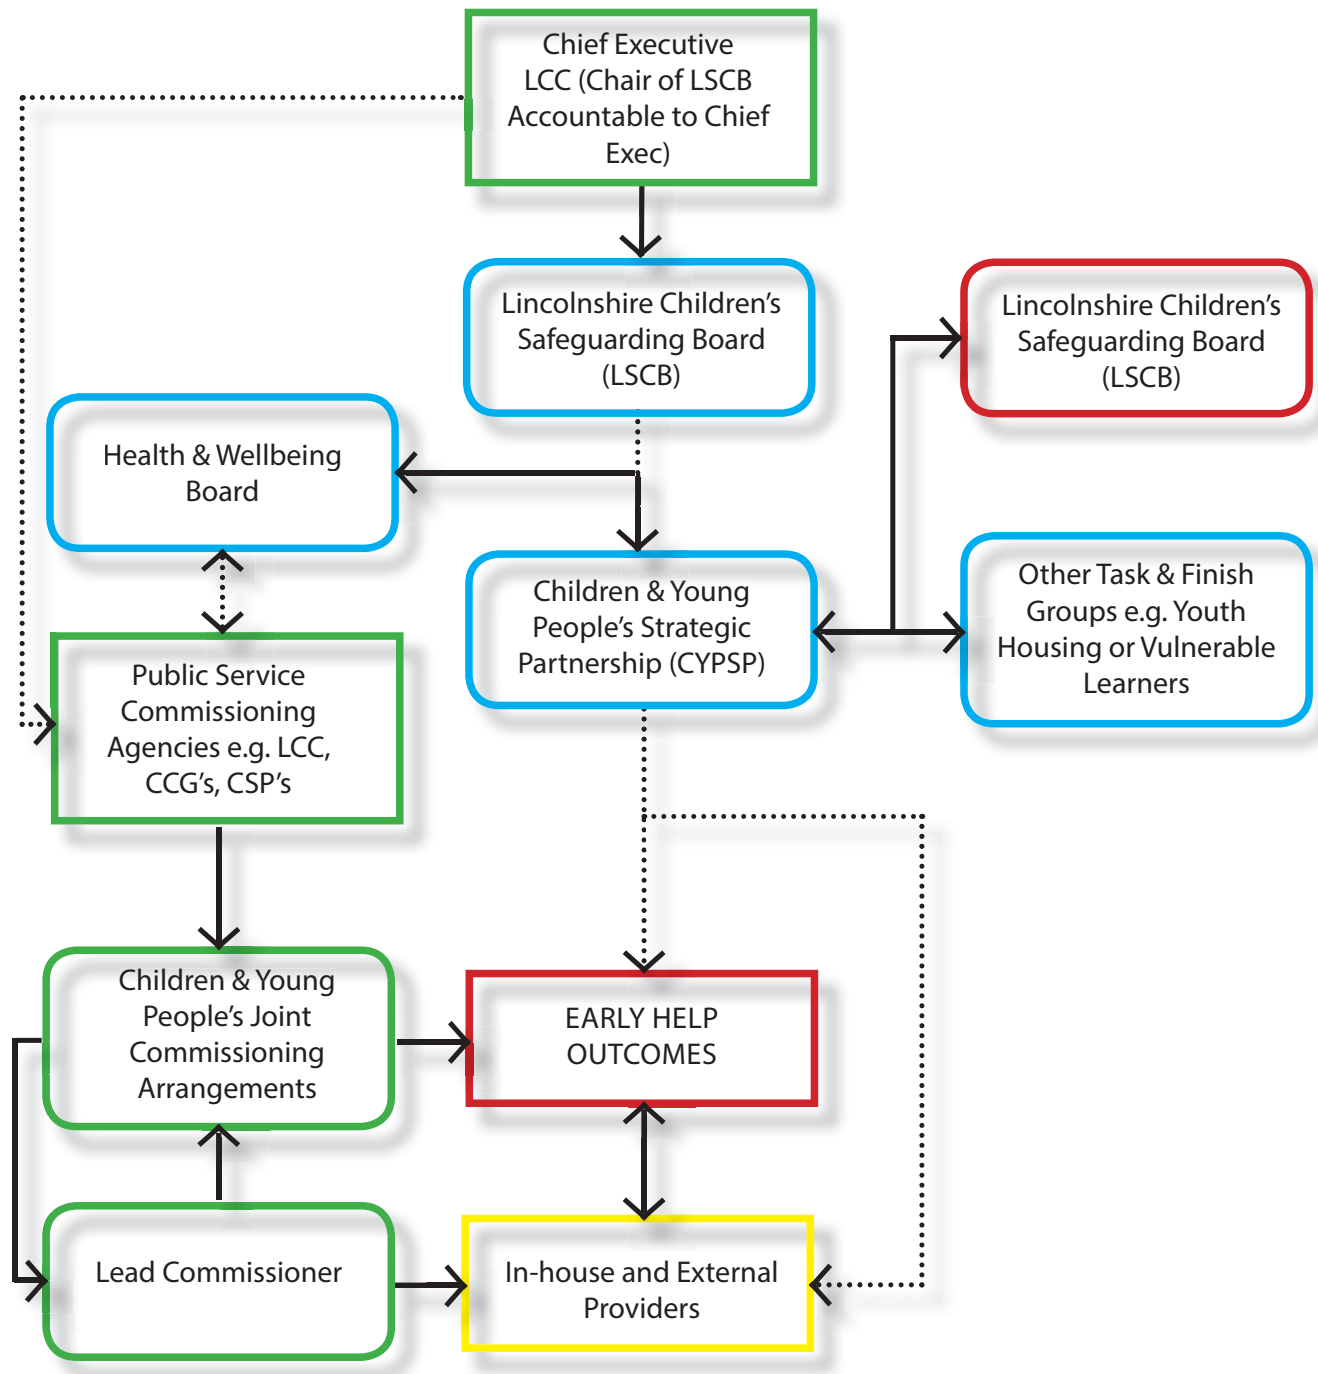 Chief Executive
LCC (Chair of LSCB
Accountable to Chief
Exec)
Lincolnshire Children’s
Safeguarding Board
(LSCB)
Lincolnshire Children’s
Safeguarding Board
(LSCB)
Health & Wellbeing
Board
Children & Young
People’s Strategic
Partnership (CYPSP)
Other Task & Finish
Groups e.g. Youth
Housing or Vulnerable
Learners
Public Service
Commissioning
Agencies e.g. LCC,
CCG’s, CSP’s
Children & Young
People’s Joint
Commissioning
Arrangements
EARLY HELP
OUTCOMES
Lead Commissioner
In-house and External
Providers